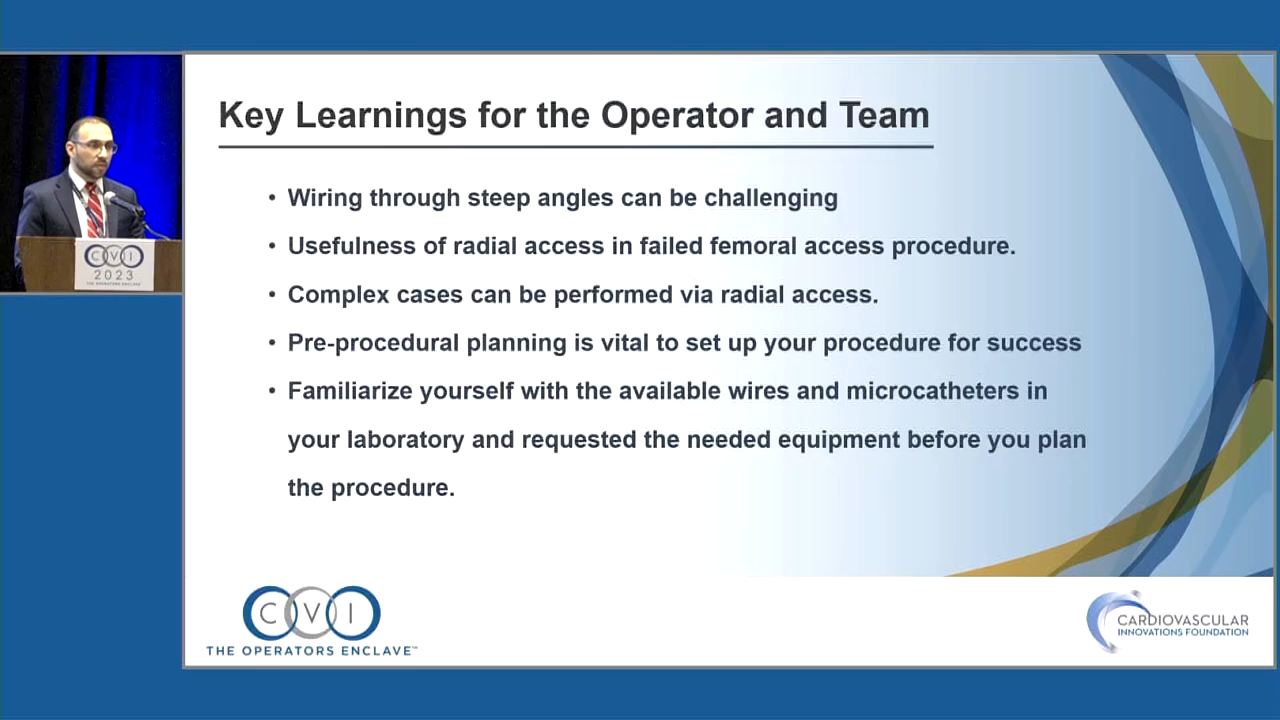 Key Learnings for the Operator and Team
• Wiring through steep angles can be challenging
• Usefulness of radial access in failed femoral access procedure.
• Complex cases can be performed via radial access.
• Pre-procedural planning is vital to set up your procedure for success
• Familiarize yourself with the available wires and microcatheters in
your laboratory and requested the needed equipment before you plan
the procedure.
CVI
2023
THE OPERATORS ENCLAVE
CVI
THE OPERATORS ENCLAVE™
CARDIOVASCULAR
INNOVATIONS FOUNDATION